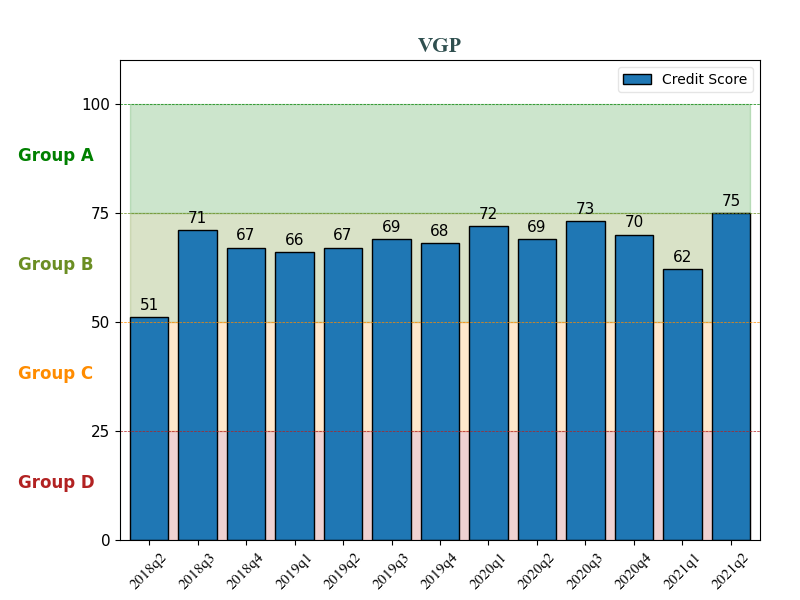 VGP
Credit Score
100
Group A
75
Group B
50
Group C
25
Group D
0
51
71
67
66
67
69
68
72
69
73
70
62
75
2018q2
2018q3
2018q4
2019q1
2019q2
2019q3
2019q4
2020q1
2020q2
2020q3
2020q4
2021q1
2021q2